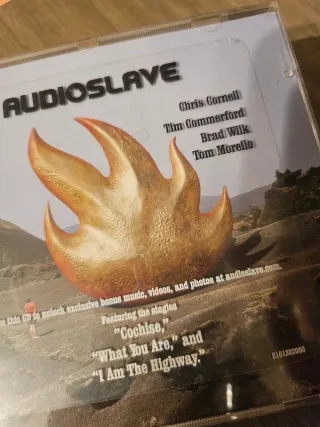 AUDIOSLAVE
Chris Cornell
Tim Commerford
Brad Wilk
Tom Morello
this CD to unlock exclusive bonus music, videos, and photos at audioslave.com.
Featuring the singles
"Cochise,"
"What You Are," and
"I Am The Highway."